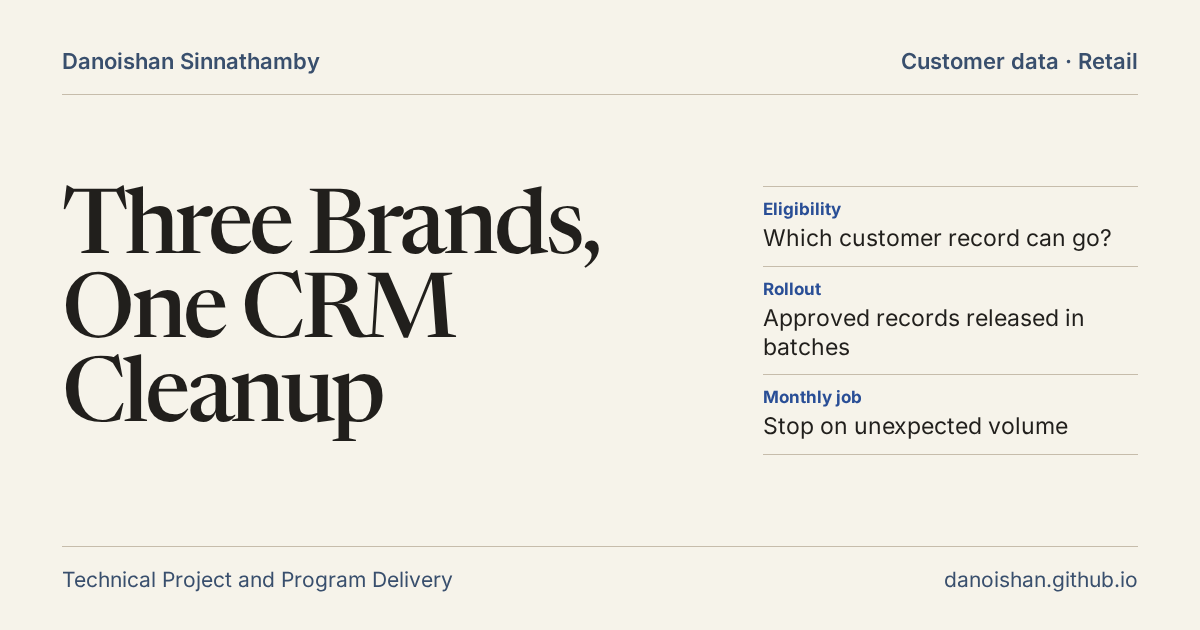 Danoishan Sinnathamby
Customer data · Retail
Three Brands,
One CRM
Cleanup
Eligibility
Which customer record can go?
Rollout
Approved records released in
batches
Monthly job
Stop on unexpected volume
Technical Project and Program Delivery
danoishan.github.io